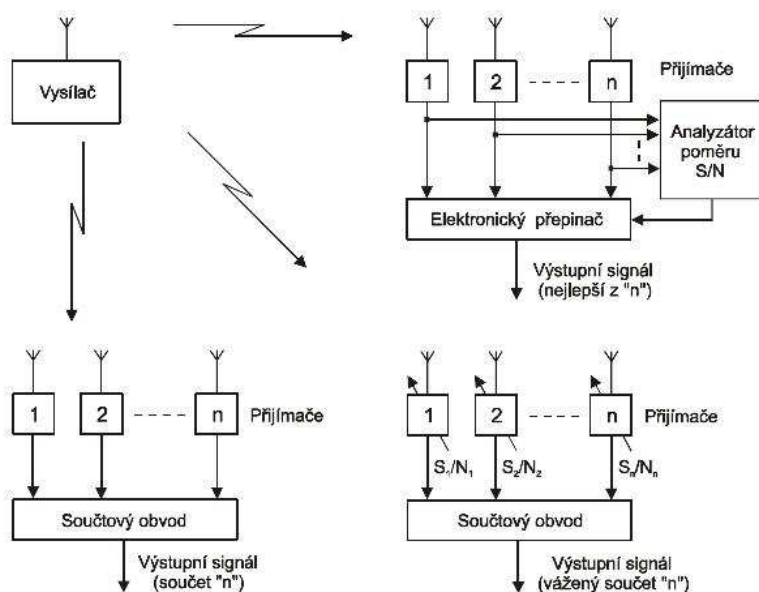 Vysílač
1
2
n
Přijímače
Analyzátor
poměru
S/N
Elektronický přepinač
Výstupní signál
(nejlepší z "n")
1
2
n
Přijímače
Součtový obvod
Výstupní signál
(součet "n")
1
2
n
Přijímače
S₁/N₁
S₂/N₂
Sₙ/Nₙ
Součtový obvod
Výstupní signál
(vážený součet "n")